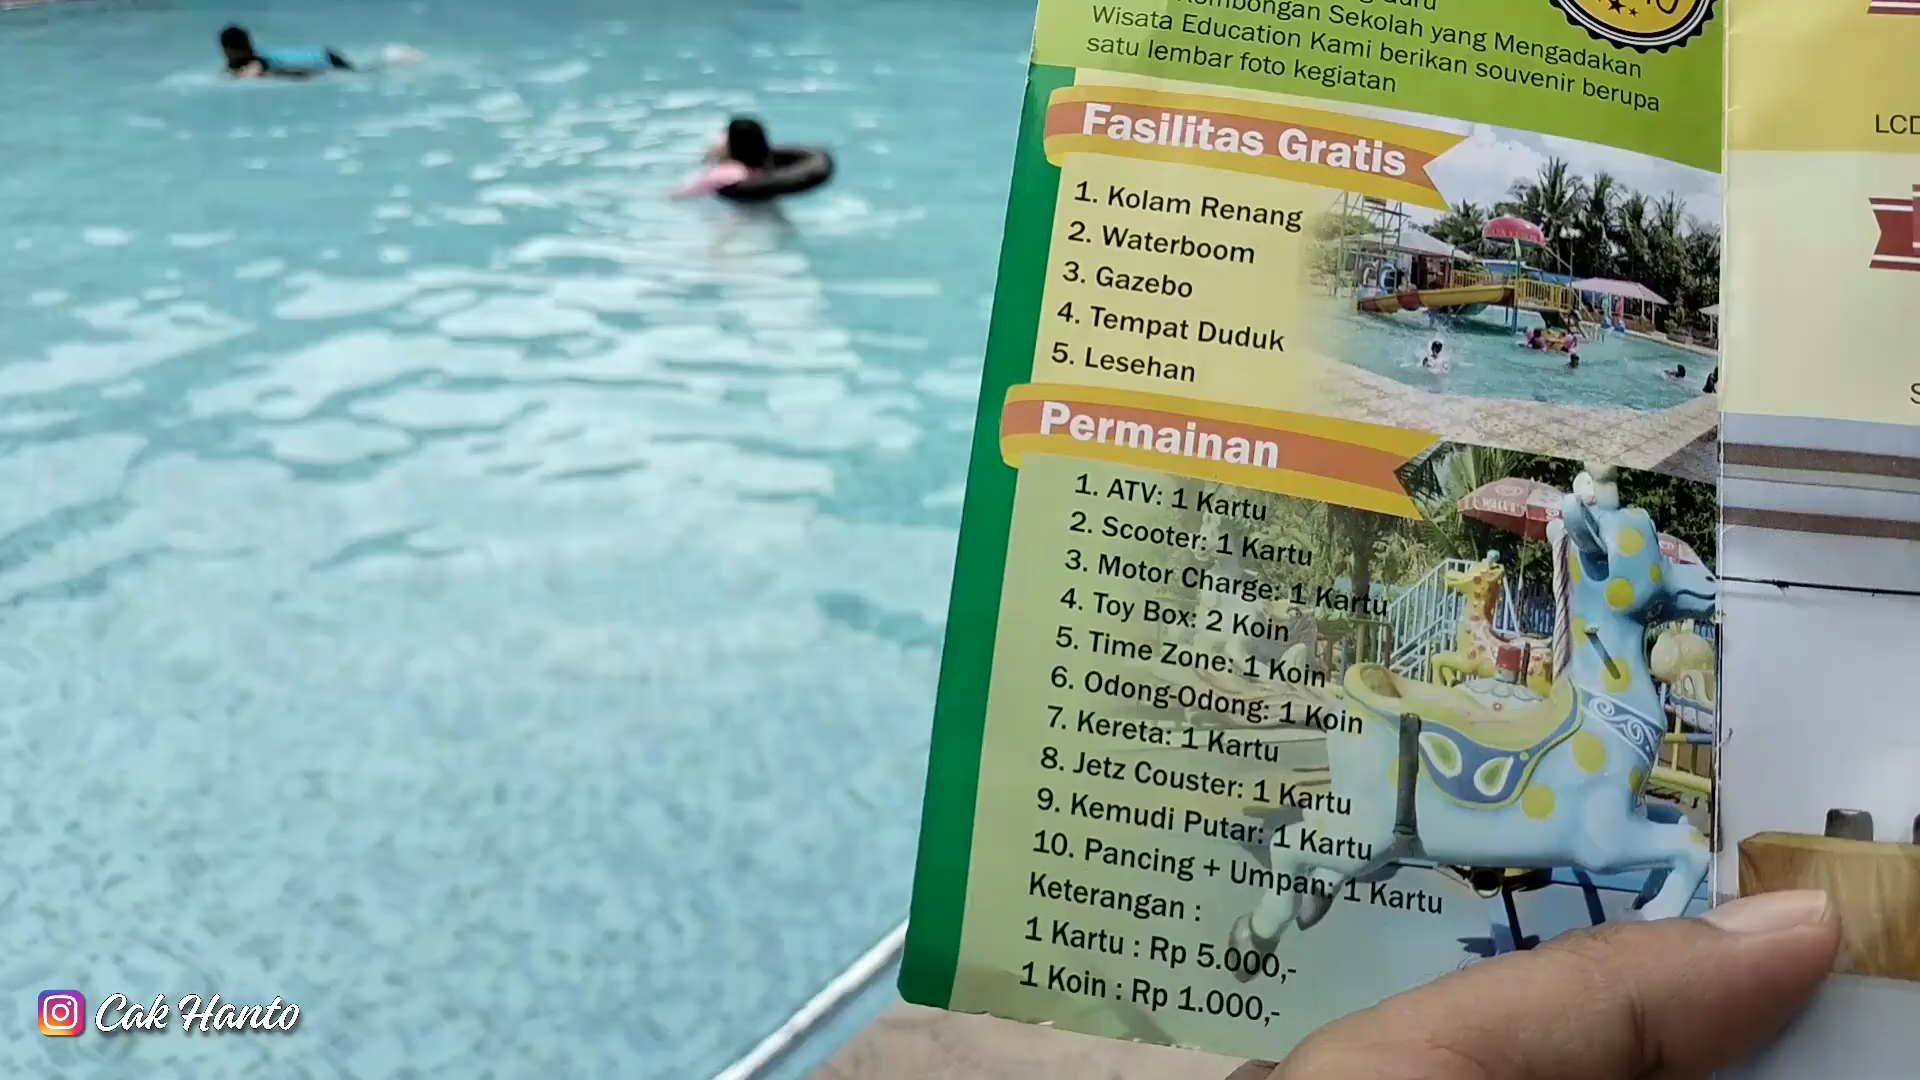 Rombongan Sekolah yang Mengadakan
Wisata Education Kami berikan souvenir berupa
satu lembar foto kegiatan
Fasilitas Gratis
1. Kolam Renang
2. Waterboom
3. Gazebo
4. Tempat Duduk
5. Lesehan
Permainan
1. ATV: 1 Kartu
2. Scooter: 1 Kartu
3. Motor Charge: 1 Kartu
4. Toy Box: 2 Koin
5. Time Zone: 1 Koin
6. Odong-Odong: 1 Koin
7. Kereta: 1 Kartu
8. Jetz Couster: 1 Kartu
9. Kemudi Putar: 1 Kartu
10. Pancing + Umpan: 1 Kartu
Keterangan :
1 Kartu : Rp 5.000,-
1 Koin : Rp 1.000,-
WALL'S
LCD
Cak Hanto